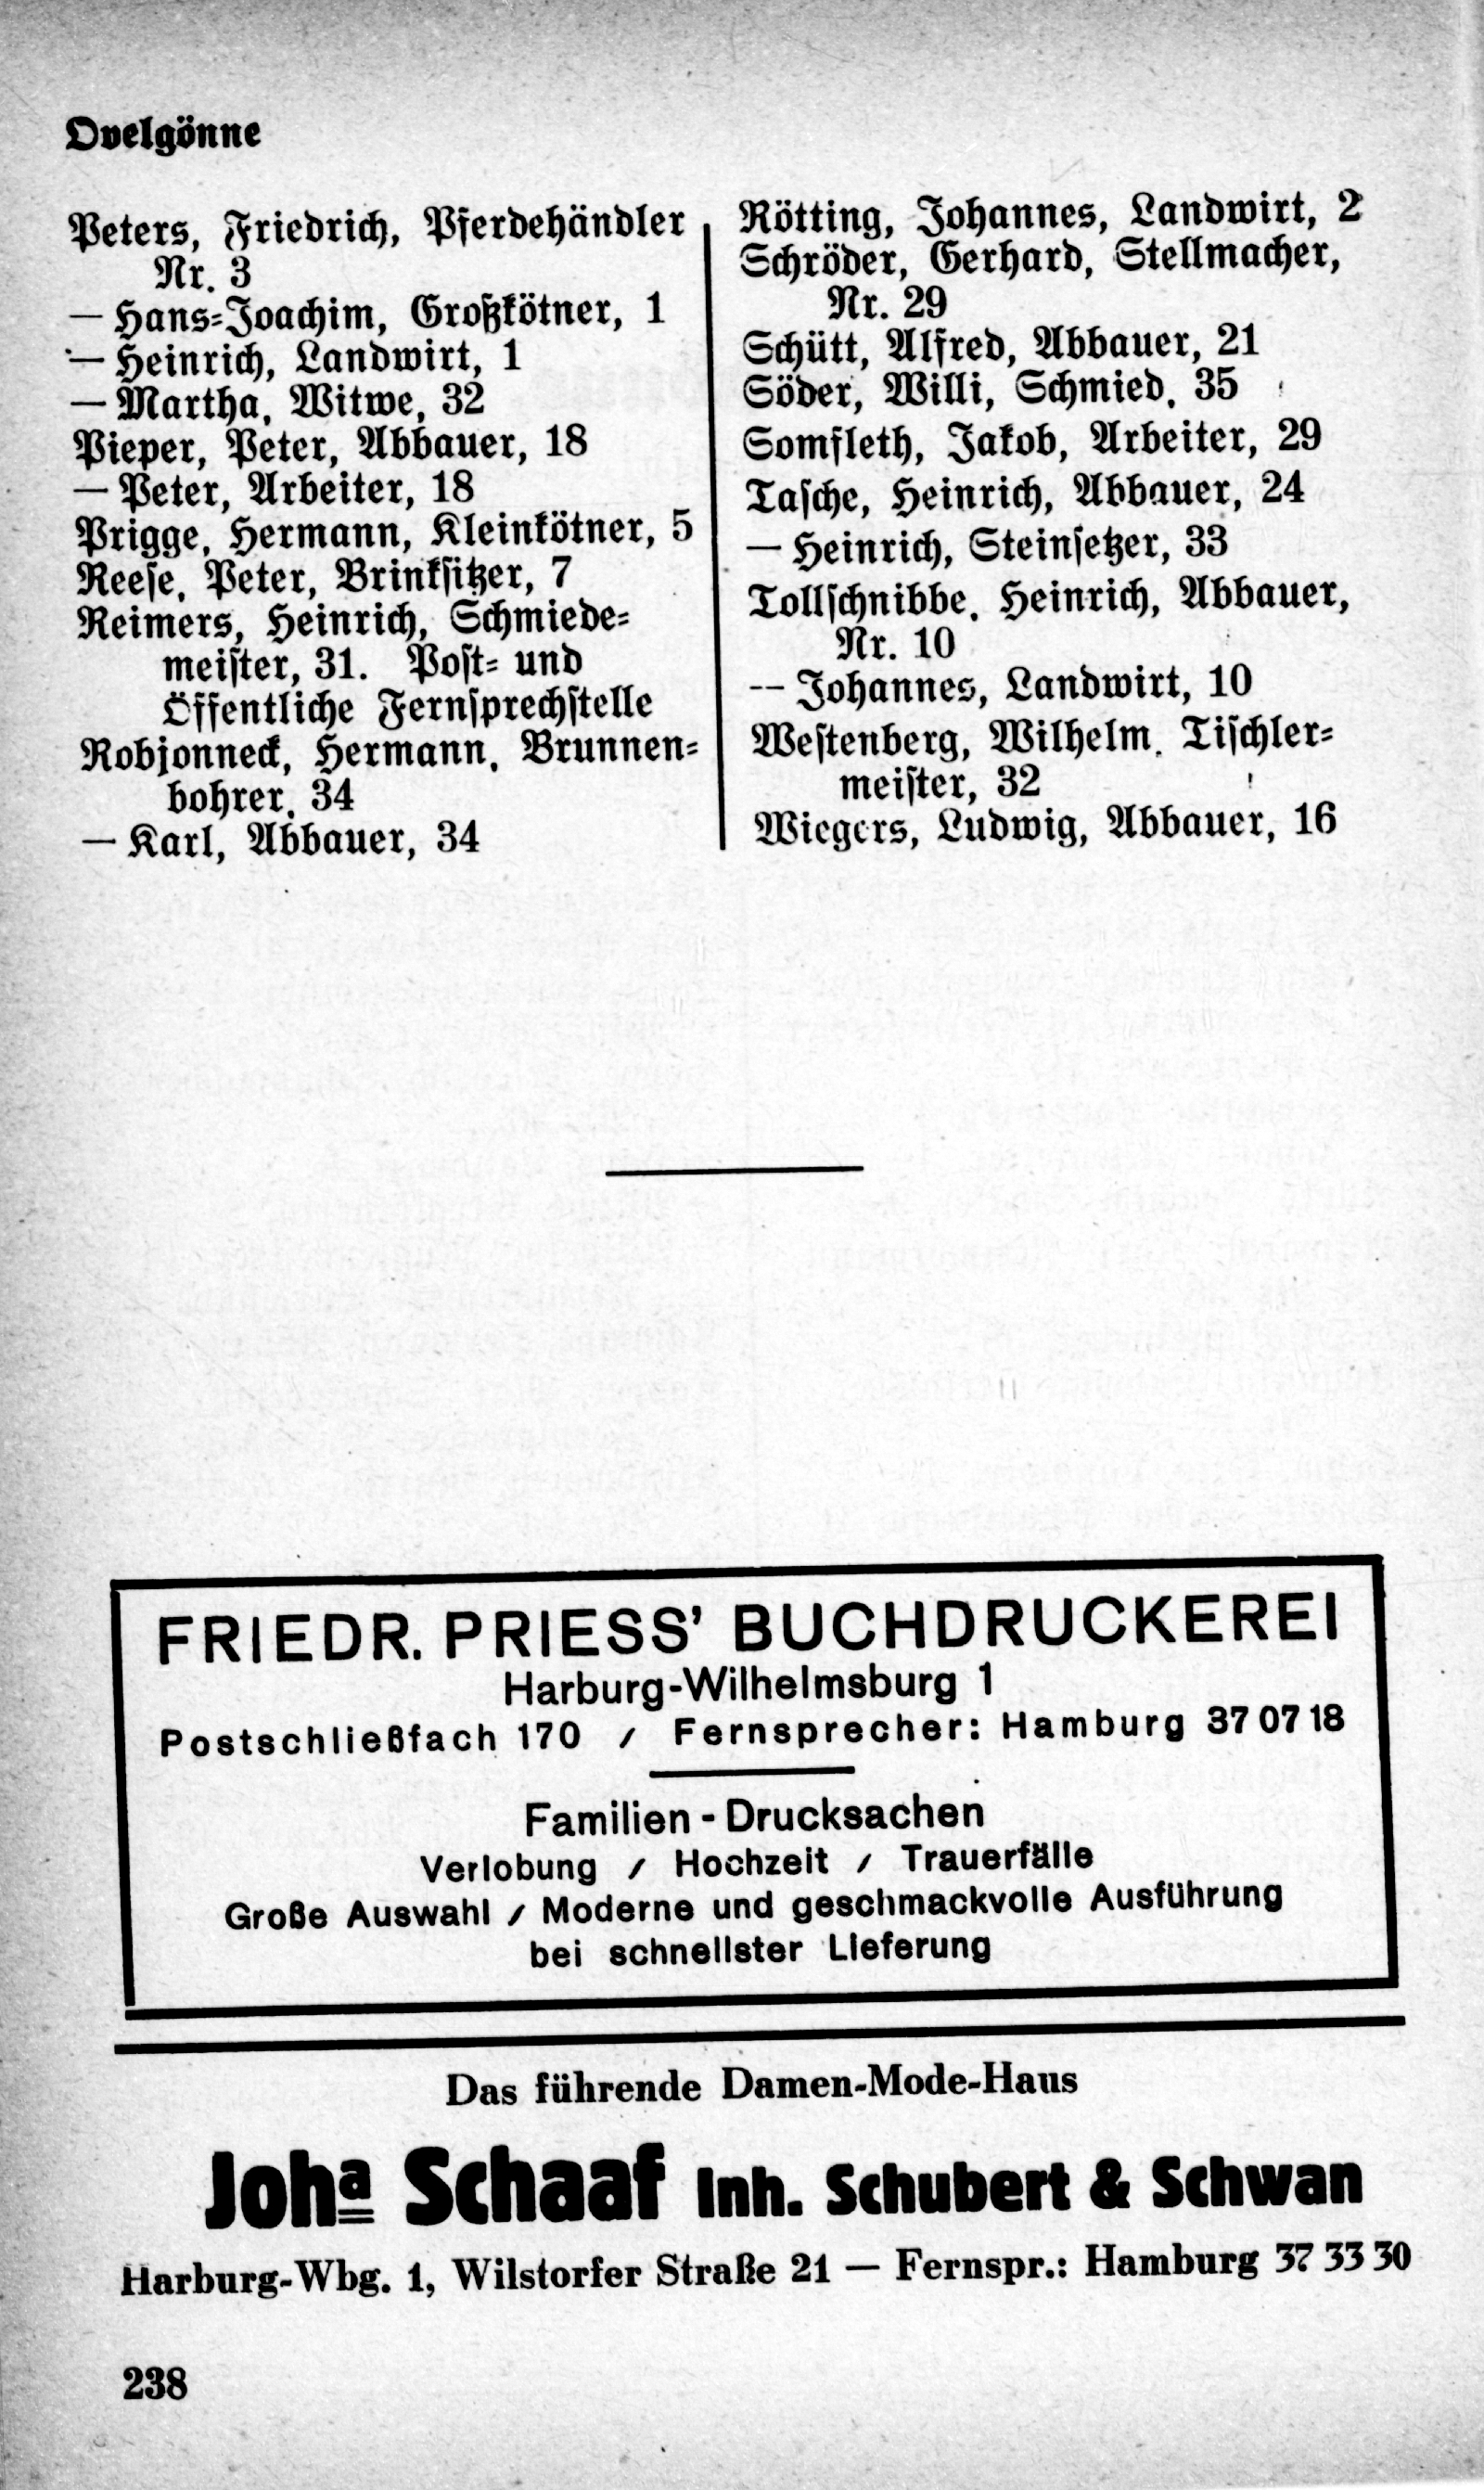 Ovelgönne
Peters, Friedrich, Pferdehändler
Nr. 3
— Hans-Joachim, Großkötner, 1
— Heinrich, Landwirt, 1
— Martha, Witwe, 32
Pieper, Peter, Abbauer, 18
— Peter, Arbeiter, 18
Prigge, Hermann, Kleinkötner, 5
Reese, Peter, Brinksitzer, 7
Reimers, Heinrich, Schmiede-
meister, 31. Post- und
Öffentliche Fernsprechstelle
Robjonneck, Hermann, Brunnen-
bohrer, 34
— Karl, Abbauer, 34
Rötting, Johannes, Landwirt, 2
Schröder, Gerhard, Stellmacher,
Nr. 29
Schütt, Alfred, Abbauer, 21
Söder, Willi, Schmied, 35
Somfleth, Jakob, Arbeiter, 29
Tasche, Heinrich, Abbauer, 24
— Heinrich, Steinsetzer, 33
Tollschnibbe, Heinrich, Abbauer,
Nr. 10
— Johannes, Landwirt, 10
Westenberg, Wilhelm, Tischler-
meister, 32
Wiegers, Ludwig, Abbauer, 16
FRIEDR. PRIESS' BUCHDRUCKEREI
Harburg-Wilhelmsburg 1
Postschließfach 170 / Fernsprecher: Hamburg 37 07 18
Familien - Drucksachen
Verlobung / Hochzeit / Trauerfälle
Große Auswahl / Moderne und geschmackvolle Ausführung
bei schnellster Lieferung
Das führende Damen-Mode-Haus
Joha Schaaf Inh. Schubert & Schwan
Harburg-Wbg. 1, Wilstorfer Straße 21 — Fernspr.: Hamburg 37 33 30
238